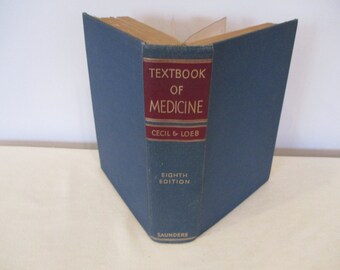 TEXTBOOK
OF
MEDICINE
CECIL & LOEB
EIGHTH
EDITION
SAUNDERS